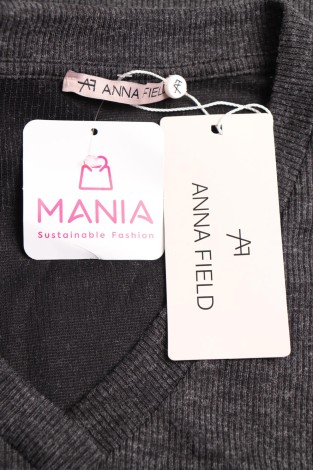 AF ANNA FIELD
MANIA
Sustainable Fashion
AF
ANNA FIELD